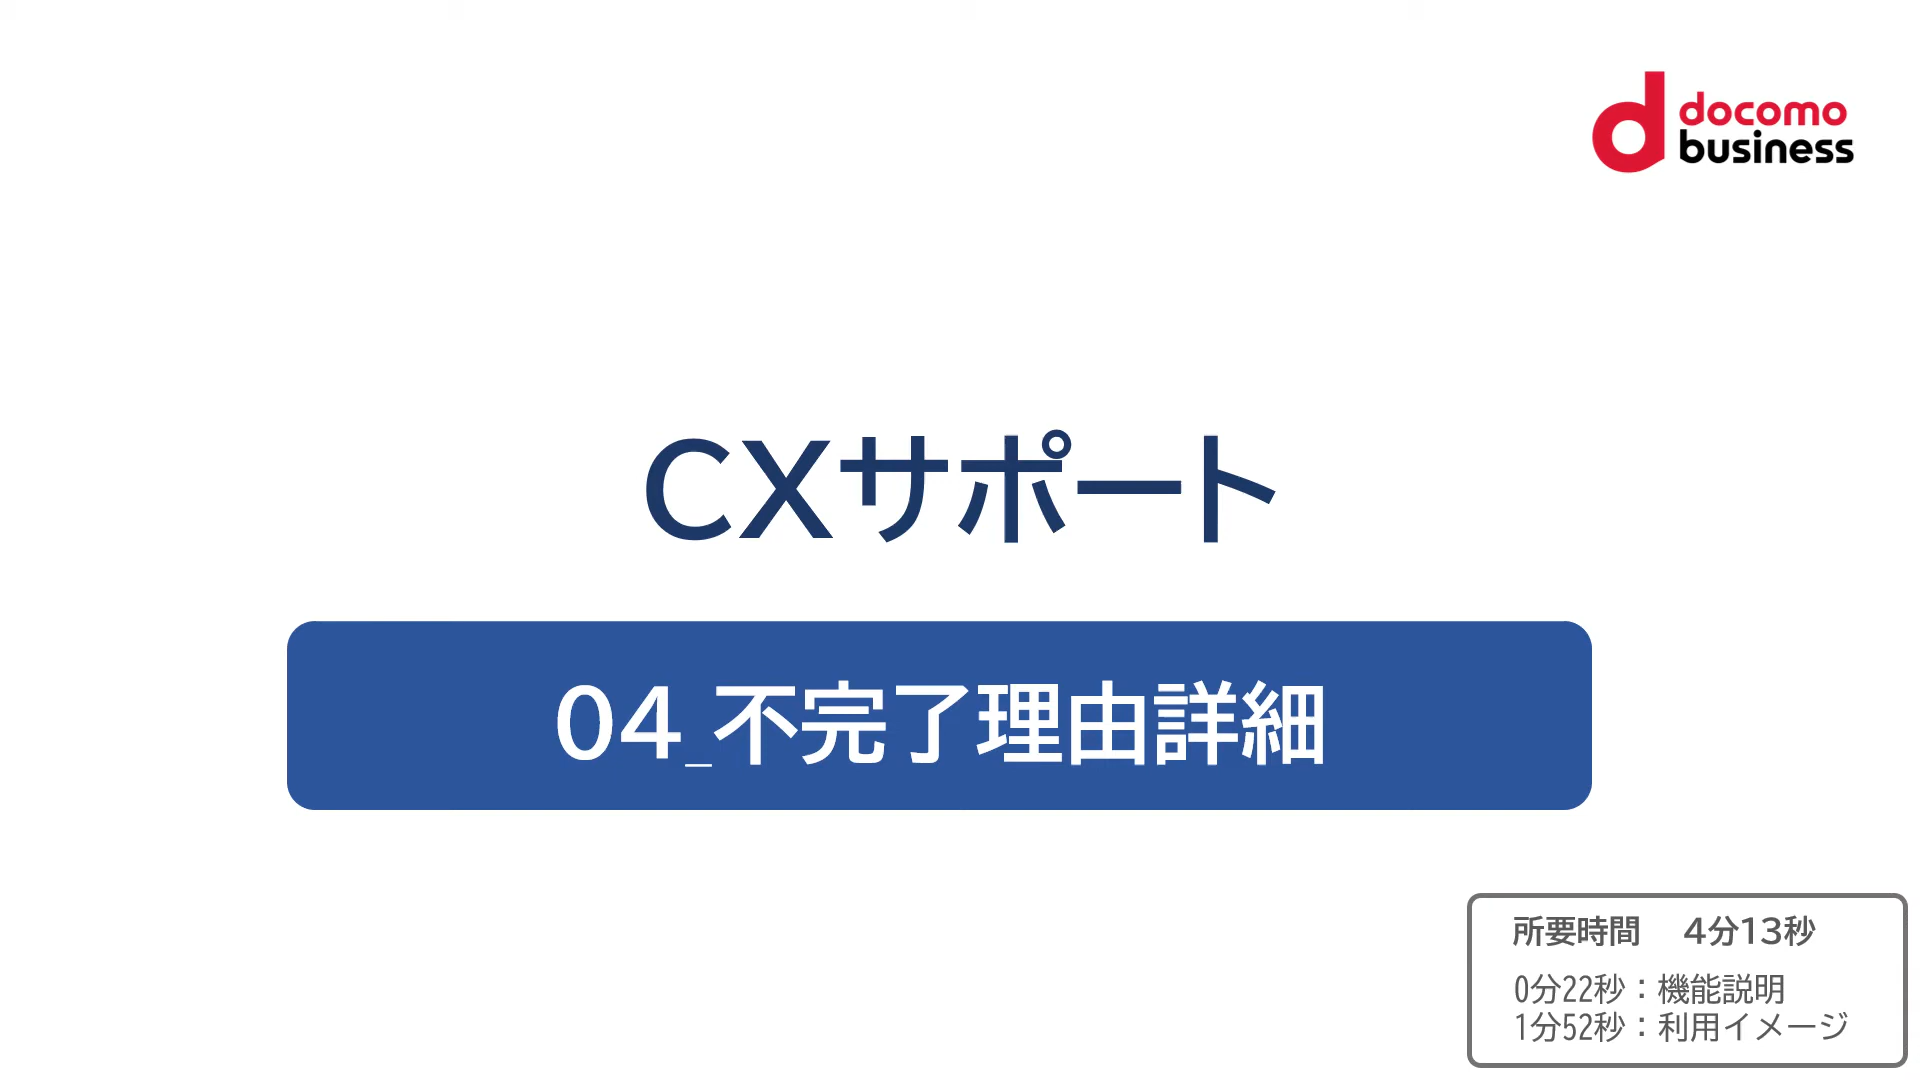 docomo
business
CXサポート
04_不完了理由詳細
所要時間　4分13秒
0分22秒：機能説明
1分52秒：利用イメージ